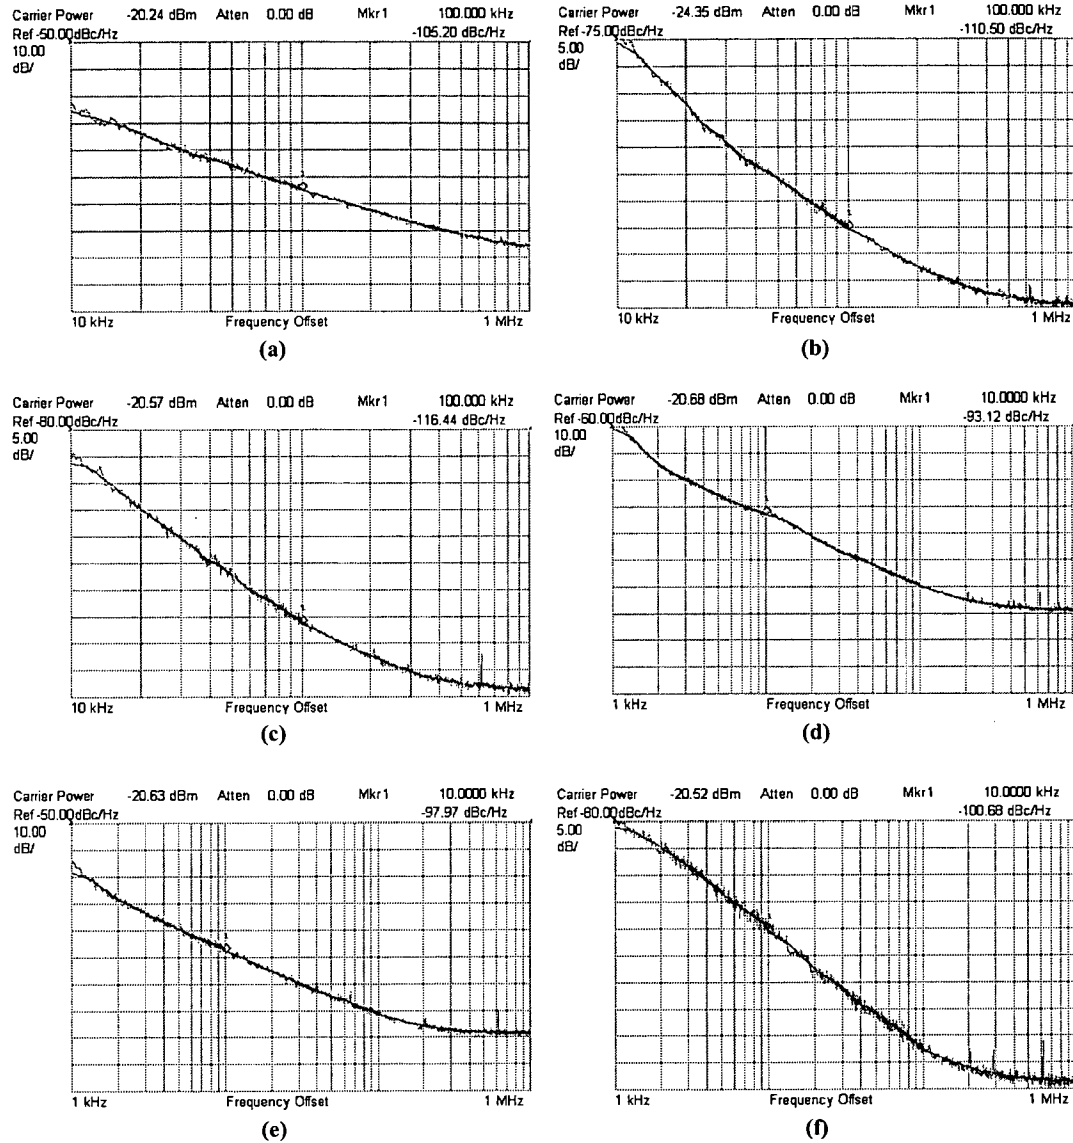 Carrier Power -20.24 dBm Atten 0.00 dB Mkr1 100.000 kHz
Ref -50.00dBc/Hz -105.20 dBc/Hz
10.00
dB/
10 kHz Frequency Offset 1 MHz
(a)
Carrier Power -24.35 dBm Atten 0.00 dB Mkr1 100.000 kHz
Ref -75.00dBc/Hz -110.50 dBc/Hz
5.00
dB/
10 kHz Frequency Offset 1 MHz
(b)
Carrier Power -20.57 dBm Atten 0.00 dB Mkr1 100.000 kHz
Ref -80.00dBc/Hz -116.44 dBc/Hz
5.00
dB/
10 kHz Frequency Offset 1 MHz
(c)
Carrier Power -20.68 dBm Atten 0.00 dB Mkr1 10.0000 kHz
Ref -60.00dBc/Hz -93.12 dBc/Hz
10.00
dB/
1 kHz Frequency Offset 1 MHz
(d)
Carrier Power -20.63 dBm Atten 0.00 dB Mkr1 10.0000 kHz
Ref -50.00dBc/Hz -97.97 dBc/Hz
10.00
dB/
1 kHz Frequency Offset 1 MHz
(e)
Carrier Power -20.52 dBm Atten 0.00 dB Mkr1 10.0000 kHz
Ref -80.00dBc/Hz -100.68 dBc/Hz
5.00
dB/
1 kHz Frequency Offset 1 MHz
(f)